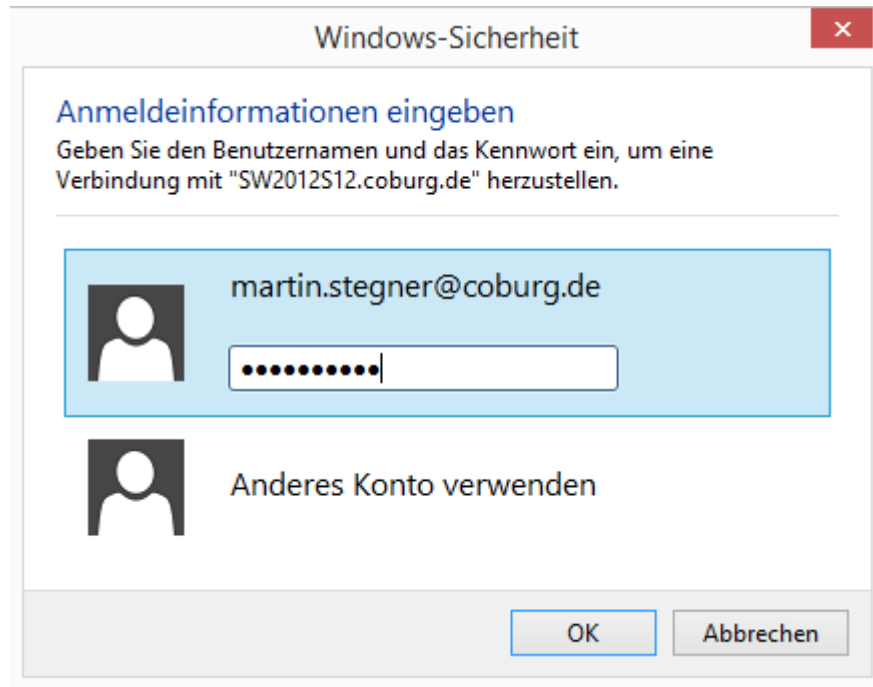 Windows-Sicherheit
Anmeldeinformationen eingeben
Geben Sie den Benutzernamen und das Kennwort ein, um eine
Verbindung mit "SW2012S12.coburg.de" herzustellen.
martin.stegner@coburg.de
••••••••••
Anderes Konto verwenden
OK Abbrechen